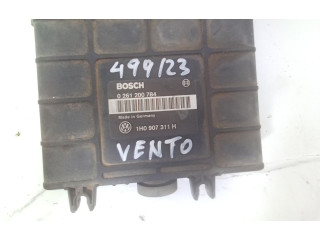 499/23
BOSCH
0 261 200 784
Made in Germany
1H0 907 311 H
VENTO